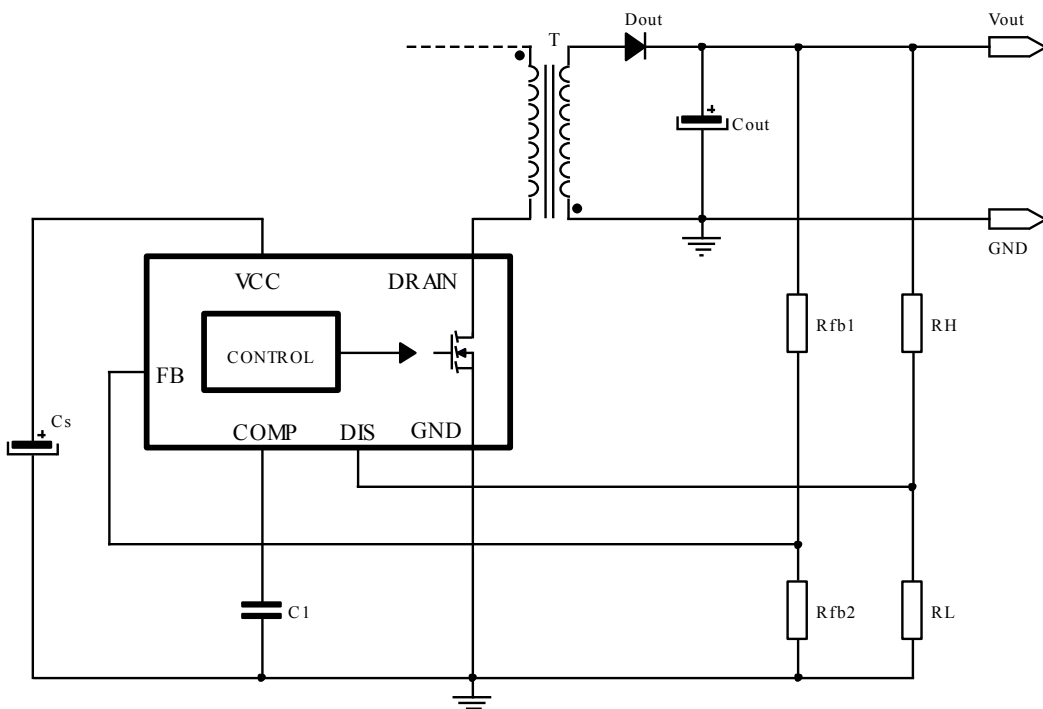 Dout
Vout
T
+
Cout
GND
VCC
DRAIN
Rfb1
RH
CONTROL
FB
Cs
+
COMP
DIS
GND
C1
Rfb2
RL